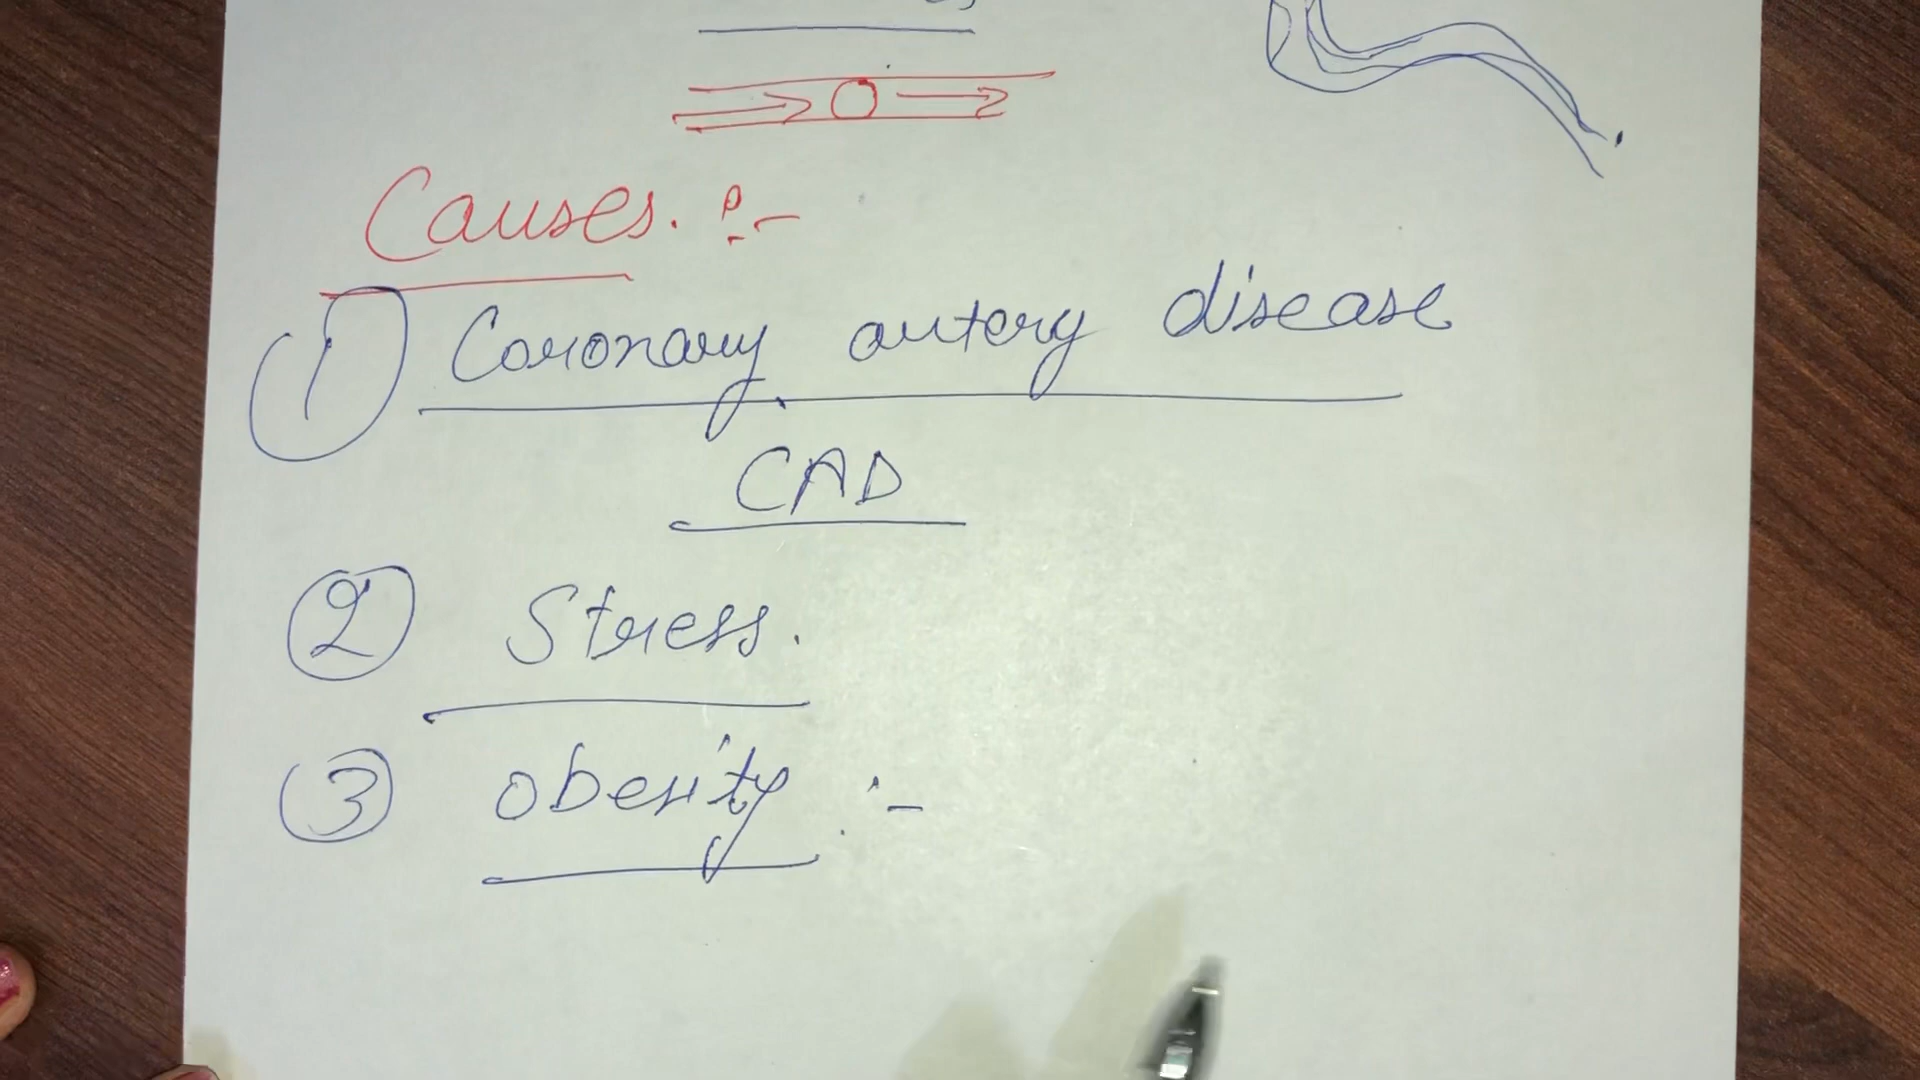 Causes. :-
① Coronary artery disease
CAD
② Stress.
③ obesity :-